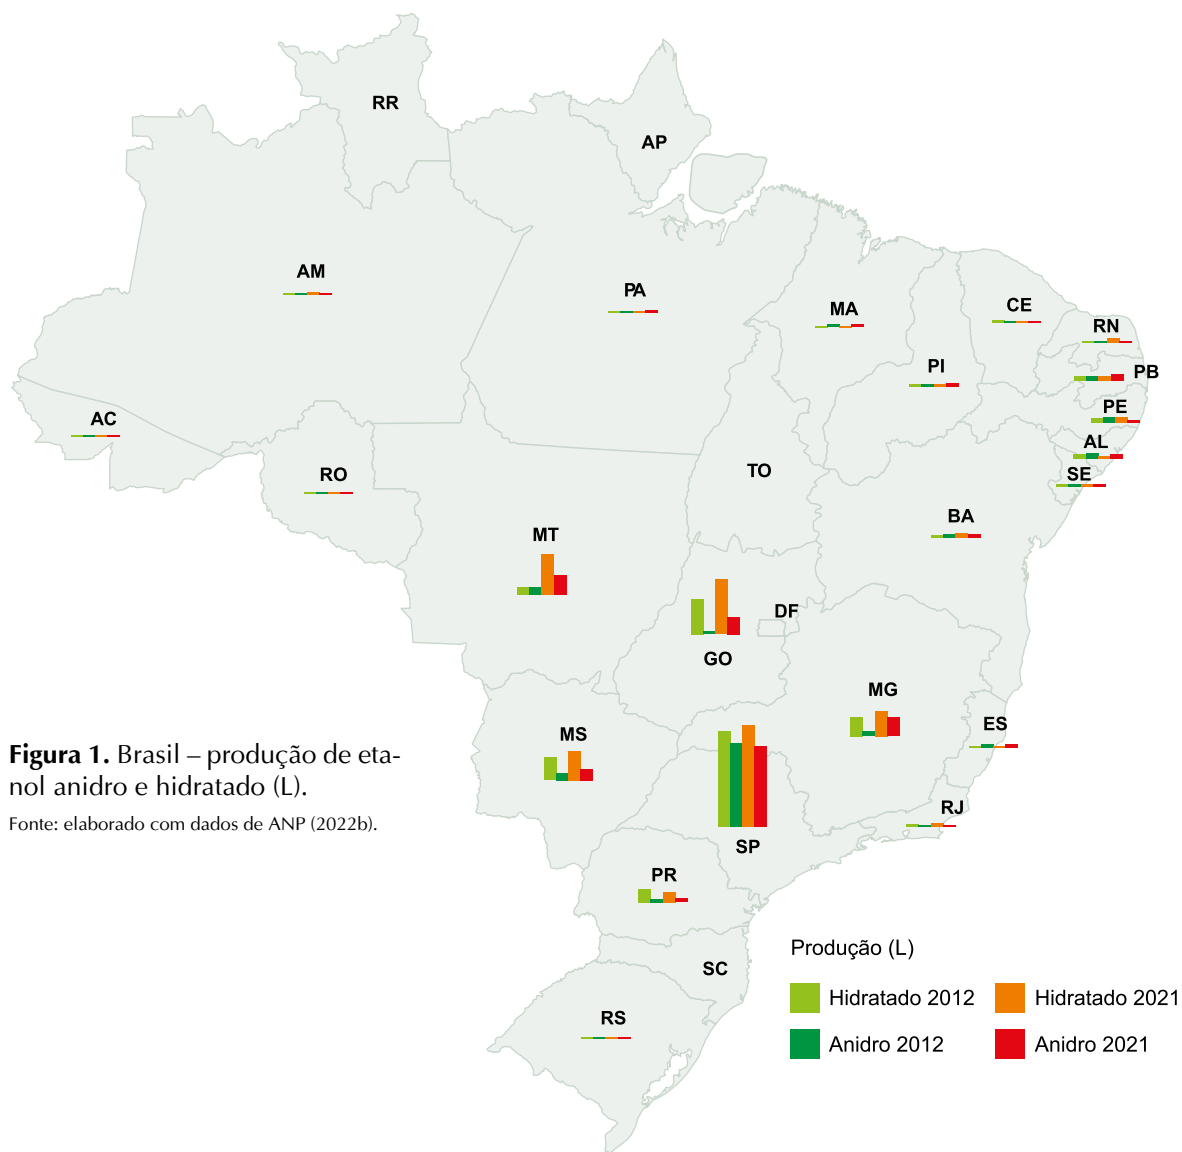 RR
AP
AM
PA
MA
CE
RN
PI
PB
PE
AC
AL
RO
TO
SE
BA
MT
DF
GO
MG
MS
ES
Figura 1. Brasil – produção de eta-
nol anidro e hidratado (L).
Fonte: elaborado com dados de ANP (2022b).
RJ
SP
PR
SC
RS
Produção (L)
Hidratado 2012
Hidratado 2021
Anidro 2012
Anidro 2021